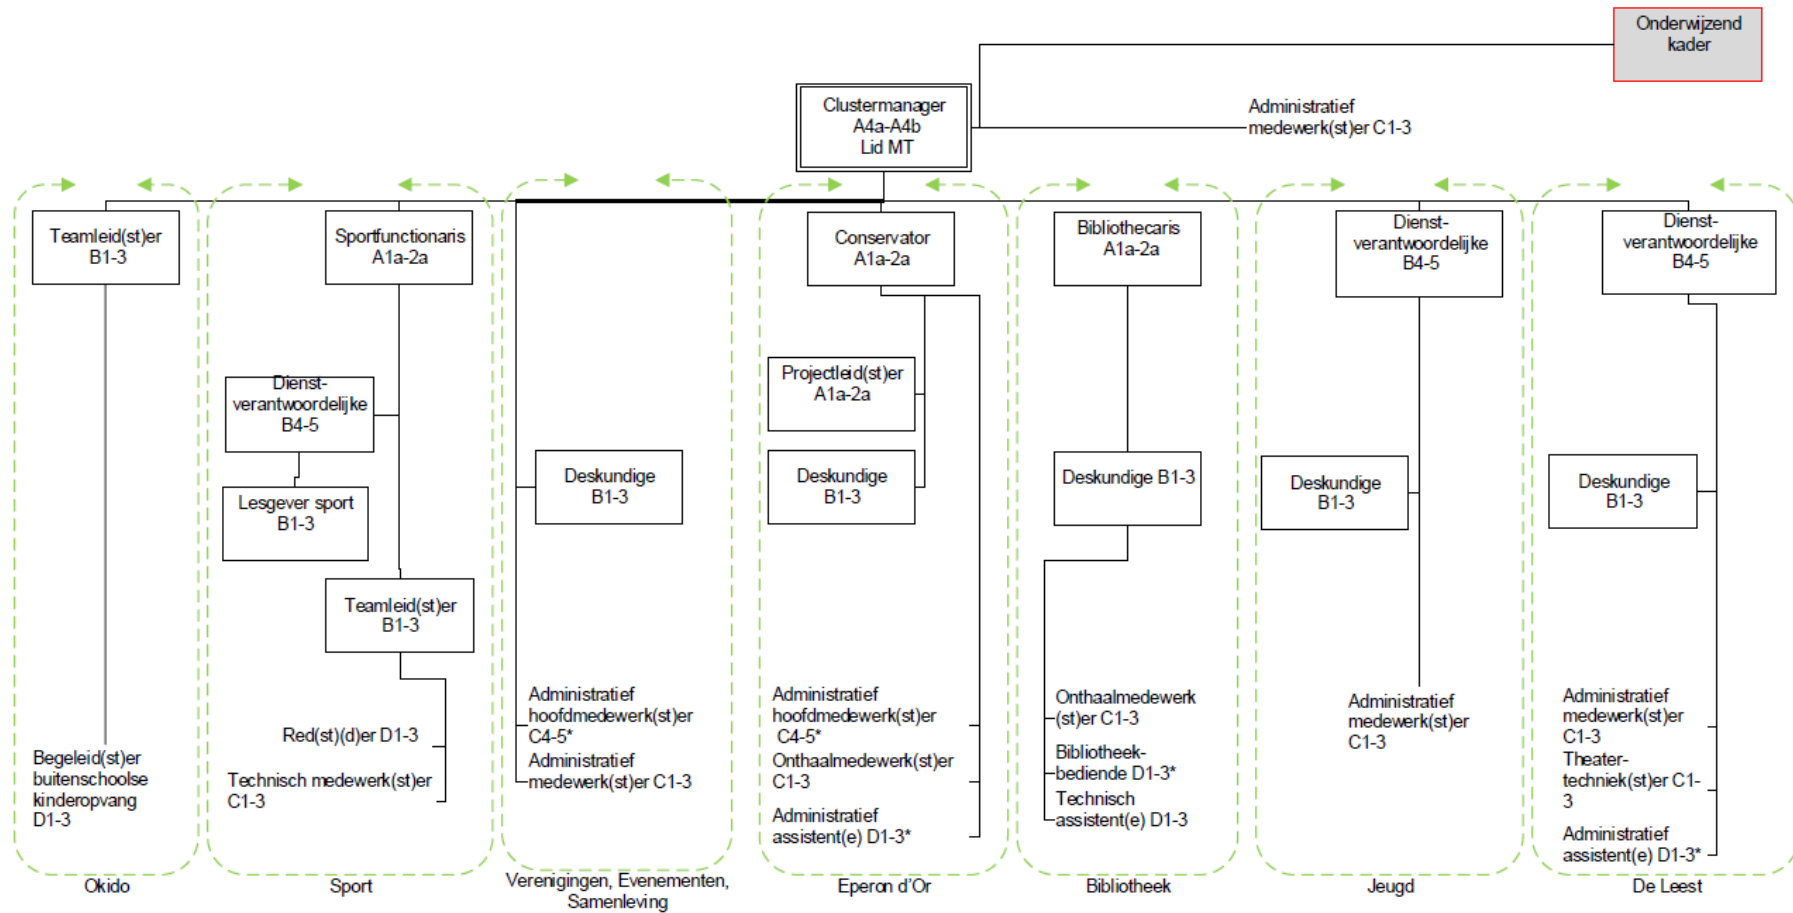 Onderwijzend
kader
Clustermanager
A4a-A4b
Lid MT
Administratief
medewerk(st)er C1-3
Teamleid(st)er
B1-3
Begeleid(st)er
buitenschoolse
kinderopvang
D1-3
Okido
Sportfunctionaris
A1a-2a
Dienst-
verantwoordelijke
B4-5
Lesgever sport
B1-3
Teamleid(st)er
B1-3
Red(st)(d)er D1-3
Technisch medewerk(st)er
C1-3
Sport
Deskundige
B1-3
Administratief
hoofdmedewerk(st)er
C4-5*
Administratief
medewerk(st)er C1-3
Verenigingen, Evenementen,
Samenleving
Conservator
A1a-2a
Projectleid(st)er
A1a-2a
Deskundige
B1-3
Administratief
hoofdmedewerk(st)er
C4-5*
Onthaalmedewerk(st)er
C1-3
Administratief
assistent(e) D1-3*
Eperon d'Or
Bibliothecaris
A1a-2a
Deskundige B1-3
Onthaalmedewerk
(st)er C1-3
Bibliotheek-
bediende D1-3*
Technisch
assistent(e) D1-3
Bibliotheek
Dienst-
verantwoordelijke
B4-5
Deskundige
B1-3
Administratief
medewerk(st)er
C1-3
Jeugd
Dienst-
verantwoordelijke
B4-5
Deskundige
B1-3
Administratief
medewerk(st)er
C1-3
Theater-
techniek(st)er C1-
3
Administratief
assistent(e) D1-3*
De Leest